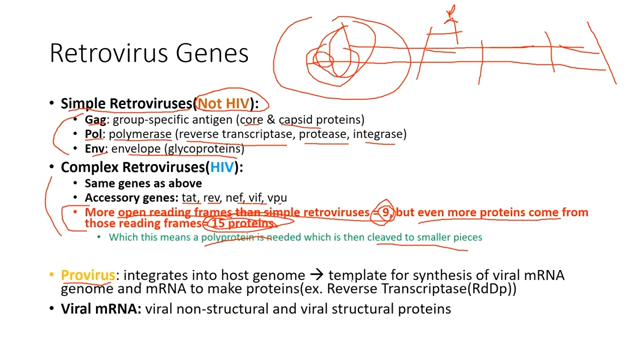 Retrovirus Genes
• Simple Retroviruses(Not HIV):
• Gag: group-specific antigen (core & capsid proteins)
• Pol: polymerase (reverse transcriptase, protease, integrase)
• Env: envelope (glycoproteins)
• Complex Retroviruses(HIV):
• Same genes as above
• Accessory genes: tat, rev, nef, vif, vpu
• More open reading frames than simple retroviruses = 9, but even more proteins come from
those reading frames= 15 proteins
• Which this means a polyprotein is needed which is then cleaved to smaller pieces
• Provirus: integrates into host genome → template for synthesis of viral mRNA
genome and mRNA to make proteins(ex. Reverse Transcriptase(RdDp))
• Viral mRNA: viral non-structural and viral structural proteins